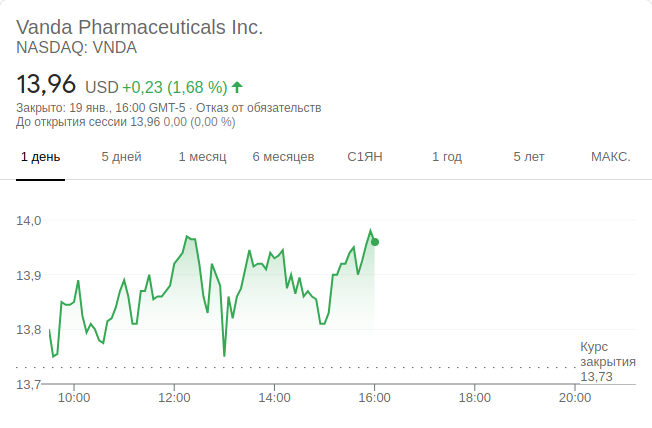 Vanda Pharmaceuticals Inc.
NASDAQ: VNDA
13,96 USD +0,23 (1,68 %)
Закрыто: 19 янв., 16:00 GMT-5 · Отказ от обязательств
До открытия сессии 13,96 0,00 (0,00 %)
1 день 5 дней 1 месяц 6 месяцев С1ЯН 1 год 5 лет МАКС.
14,0
13,9
13,8
Курс
закрытия
13,73
13,7
10:00 12:00 14:00 16:00 18:00 20:00